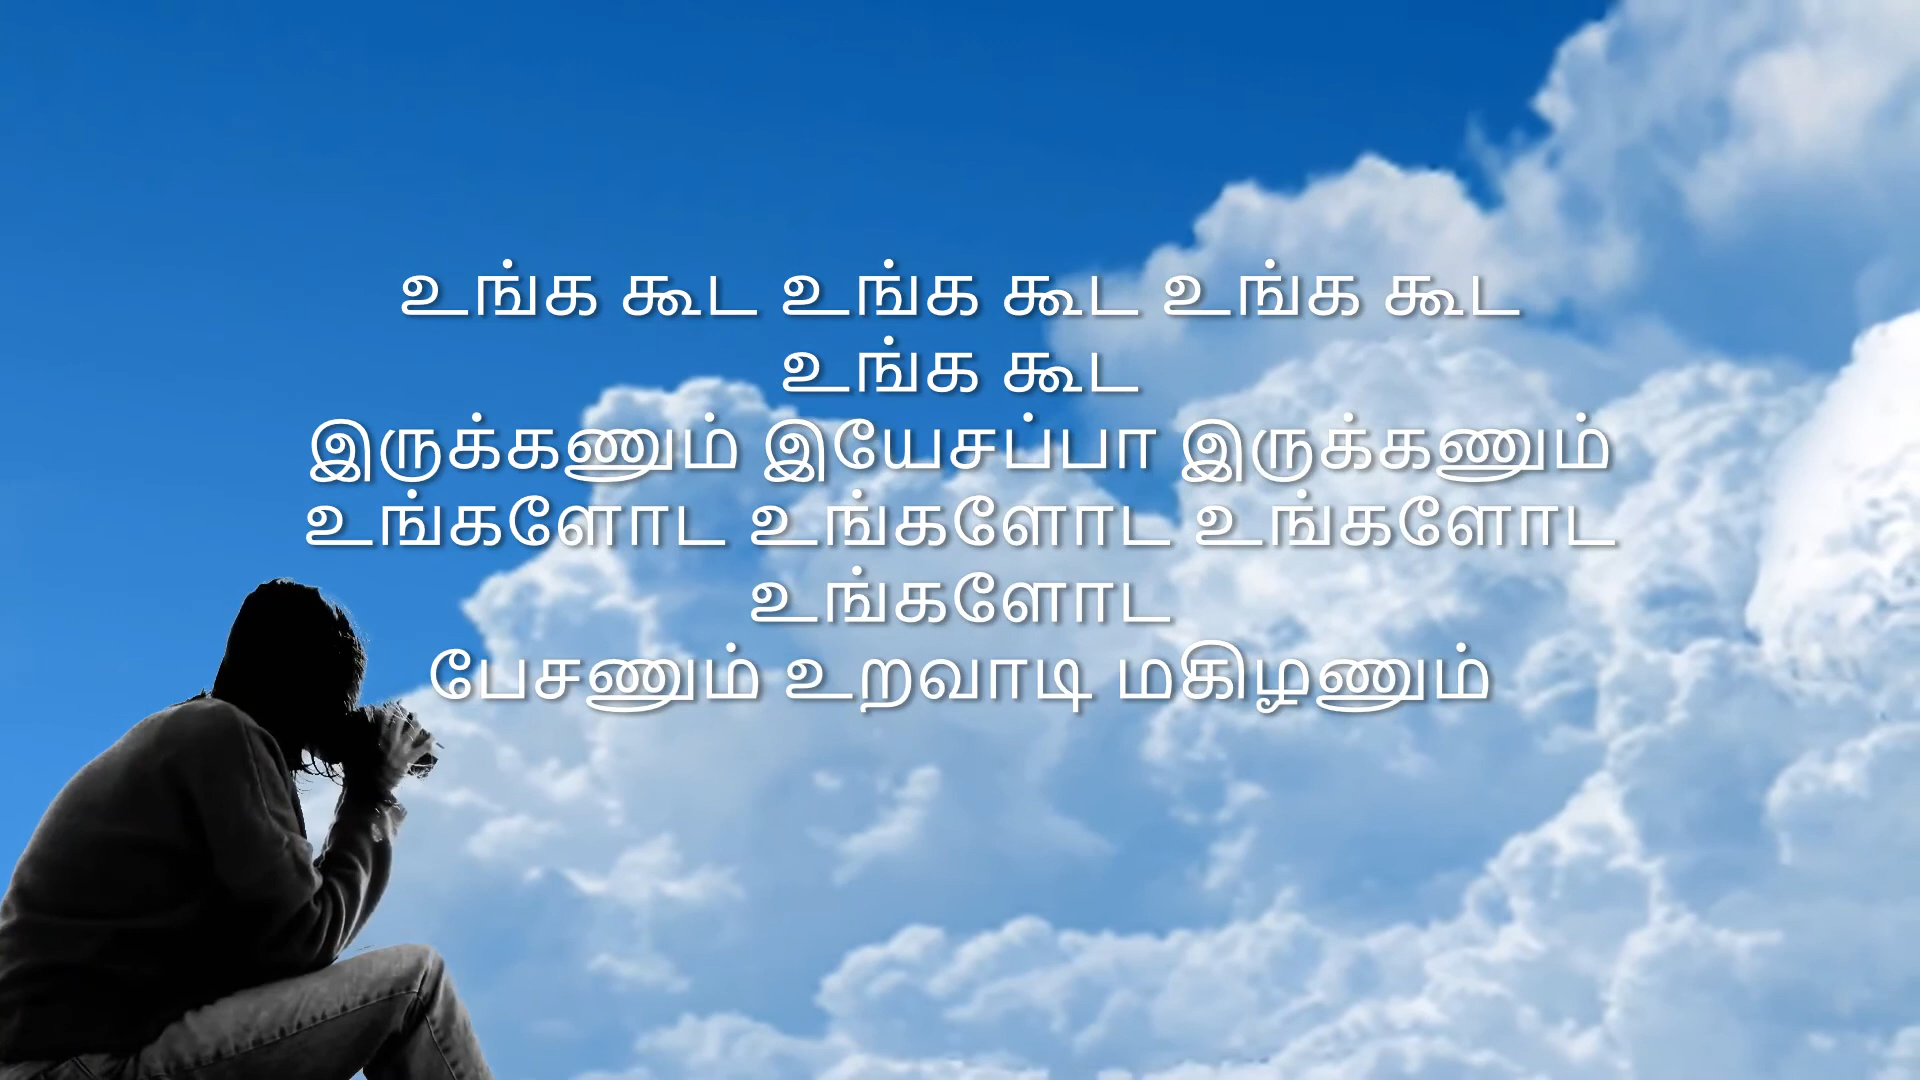 உங்க கூட உங்க கூட உங்க கூட
உங்க கூட
இருக்கணும் இயேசப்பா இருக்கணும்
உங்களோட உங்களோட உங்களோட
உங்களோட
பேசணும் உறவாடி மகிழணும்